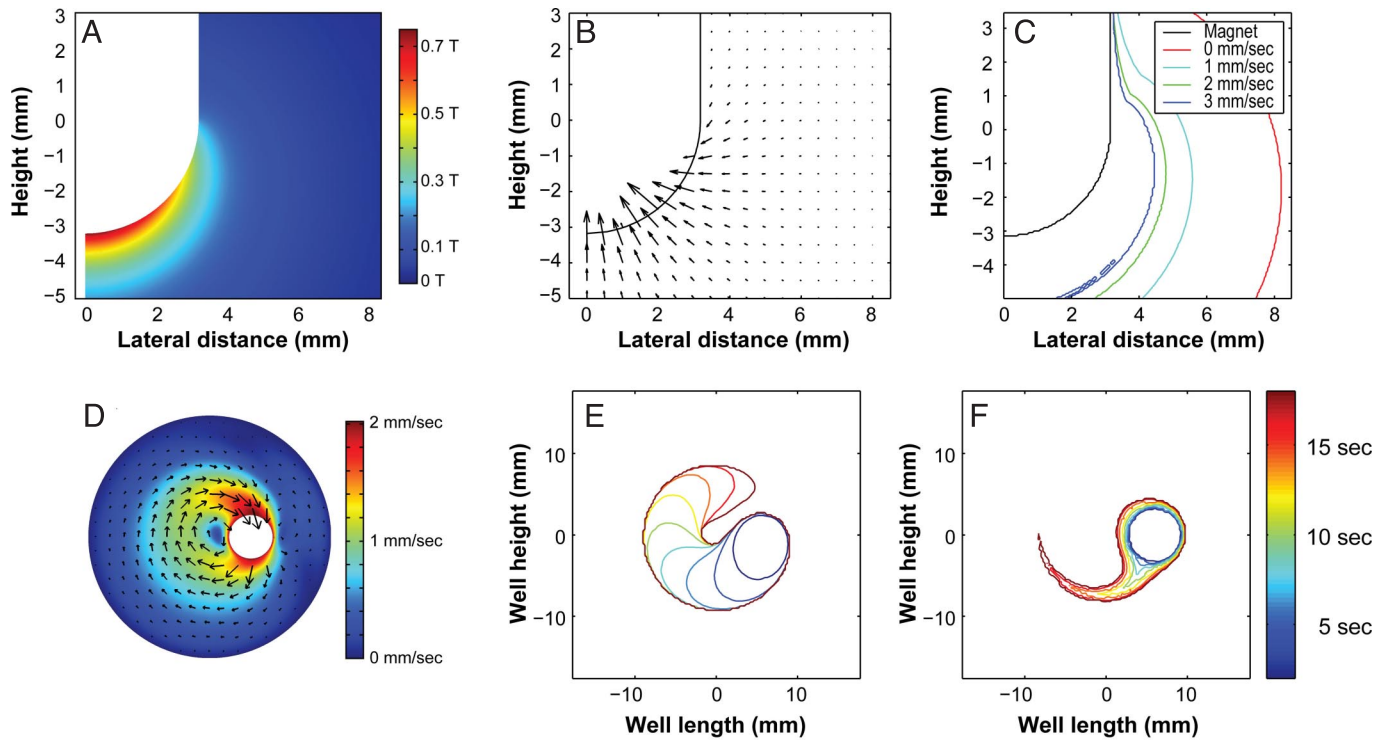 A
3
2
1
0
−1
−2
−3
−4
−5
Height (mm)
0
2
4
6
8
Lateral distance (mm)
0.7 T
0.5 T
0.3 T
0.1 T
0 T
B
3
2
1
0
−1
−2
−3
−4
−5
Height (mm)
0
1
2
3
4
5
6
7
8
Lateral distance (mm)
C
3
2
1
0
−1
−2
−3
−4
Height (mm)
0
2
4
6
8
Lateral distance (mm)
Magnet
0 mm/sec
1 mm/sec
2 mm/sec
3 mm/sec
D
2 mm/sec
1 mm/sec
0 mm/sec
E
10
0
−10
Well height (mm)
−10
0
10
Well length (mm)
F
10
0
−10
Well height (mm)
−10
0
10
Well length (mm)
15 sec
10 sec
5 sec